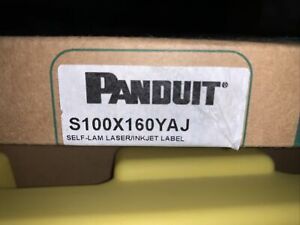 PANDUIT®
S100X160YAJ
SELF-LAM LASER/INKJET LABEL